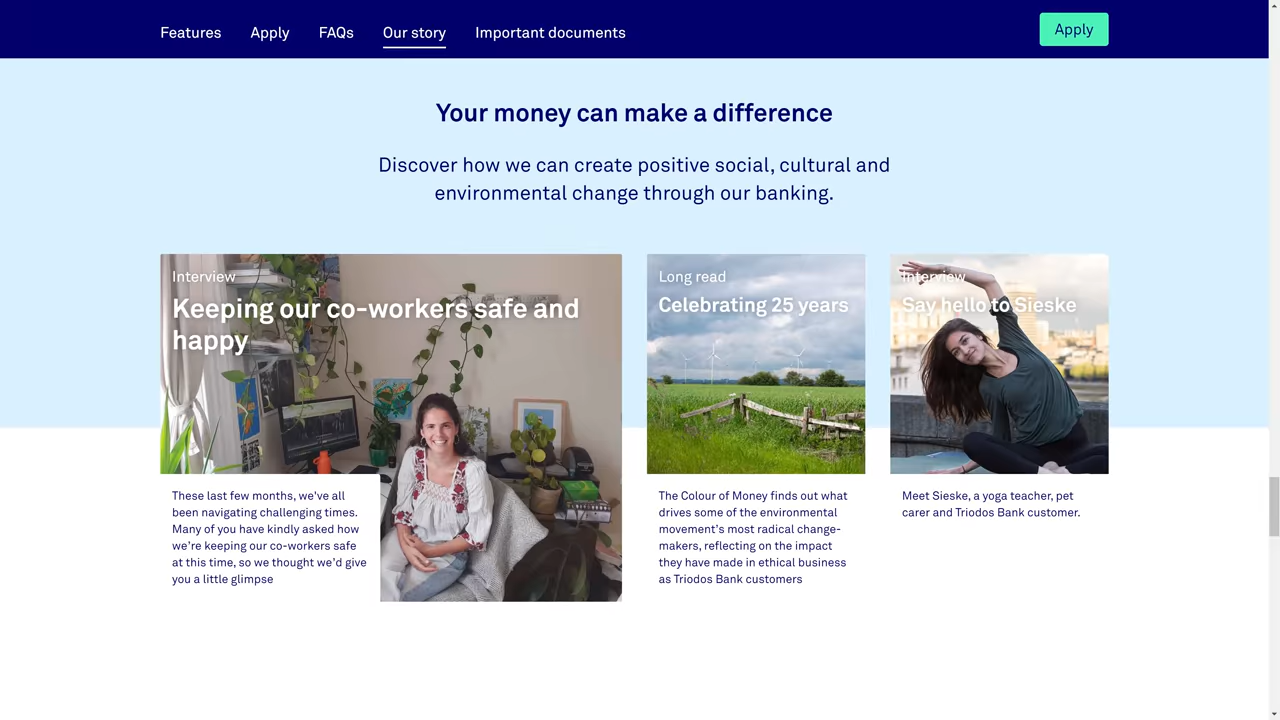 Features
Apply
FAQs
Our story
Important documents
Apply
Your money can make a difference
Discover how we can create positive social, cultural and
environmental change through our banking.
Interview
Keeping our co-workers safe and
happy
These last few months, we've all
been navigating challenging times.
Many of you have kindly asked how
we're keeping our co-workers safe
at this time, so we thought we'd give
you a little glimpse
Long read
Celebrating 25 years
The Colour of Money finds out what
drives some of the environmental
movement's most radical change-
makers, reflecting on the impact
they have made in ethical business
as Triodos Bank customers
Interview
Say hello to Sieske
Meet Sieske, a yoga teacher, pet
carer and Triodos Bank customer.